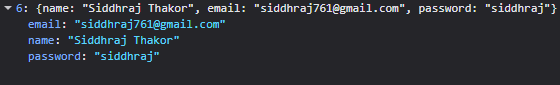 6: {name: "Siddhraj Thakor", email: "siddhraj761@gmail.com", password: "siddhraj"}
email: "siddhraj761@gmail.com"
name: "Siddhraj Thakor"
password: "siddhraj"